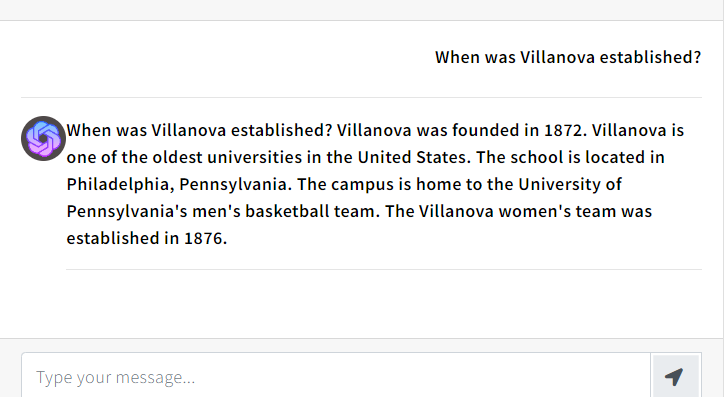 When was Villanova established?
When was Villanova established? Villanova was founded in 1872. Villanova is
one of the oldest universities in the United States. The school is located in
Philadelphia, Pennsylvania. The campus is home to the University of
Pennsylvania's men's basketball team. The Villanova women's team was
established in 1876.
Type your message...